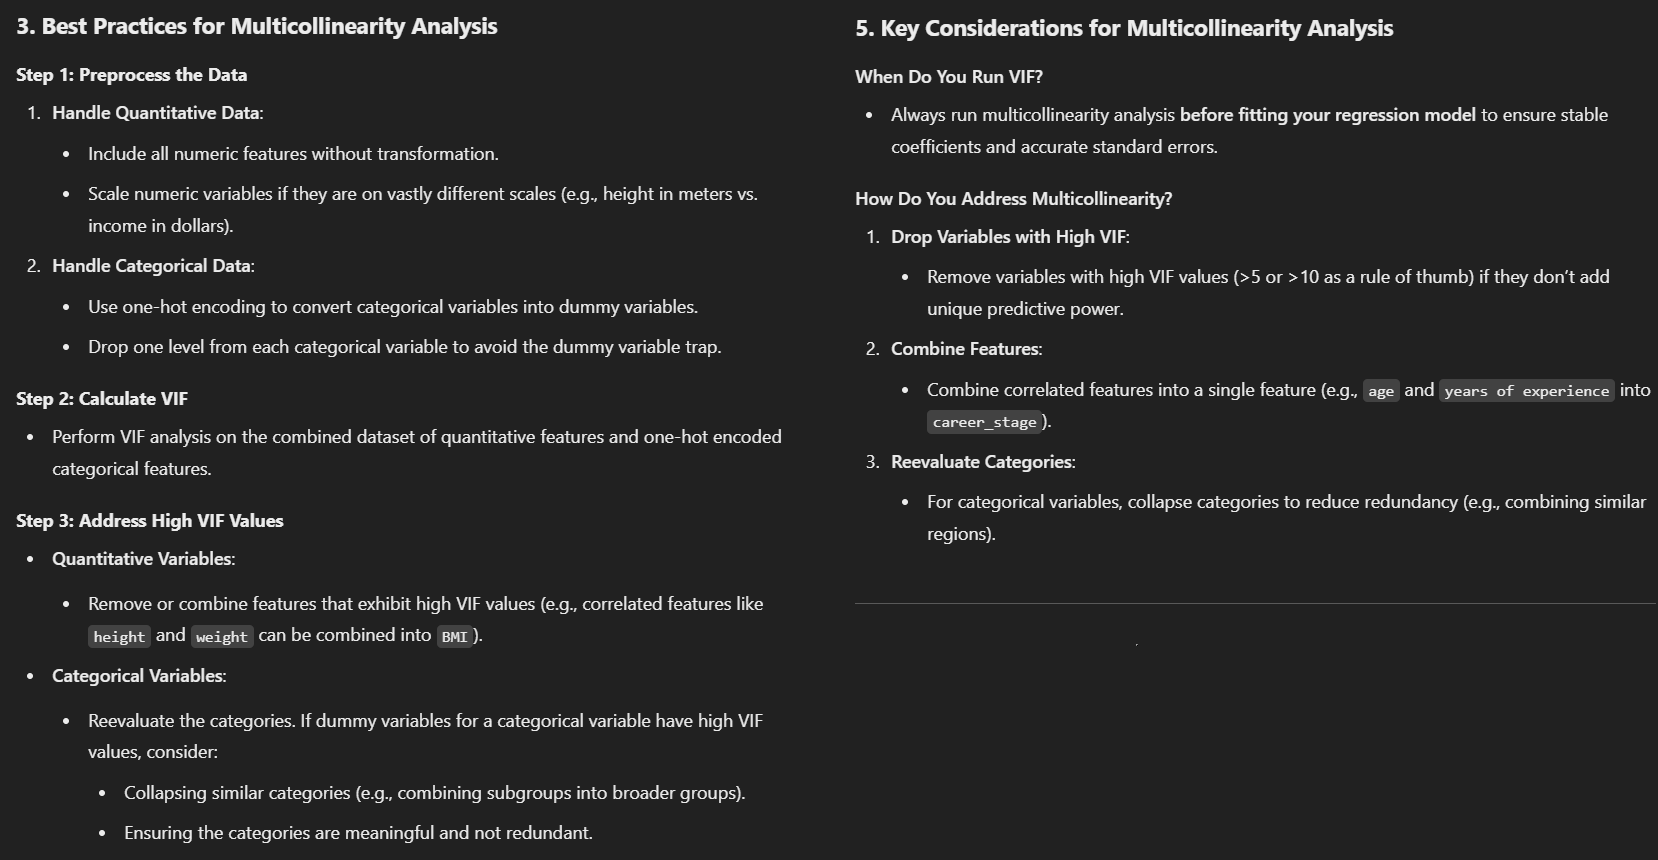 3. Best Practices for Multicollinearity Analysis
Step 1: Preprocess the Data
1. Handle Quantitative Data:
• Include all numeric features without transformation.
• Scale numeric variables if they are on vastly different scales (e.g., height in meters vs.
income in dollars).
2. Handle Categorical Data:
• Use one-hot encoding to convert categorical variables into dummy variables.
• Drop one level from each categorical variable to avoid the dummy variable trap.
Step 2: Calculate VIF
• Perform VIF analysis on the combined dataset of quantitative features and one-hot encoded
categorical features.
Step 3: Address High VIF Values
• Quantitative Variables:
• Remove or combine features that exhibit high VIF values (e.g., correlated features like
height and weight can be combined into BMI).
• Categorical Variables:
• Reevaluate the categories. If dummy variables for a categorical variable have high VIF
values, consider:
• Collapsing similar categories (e.g., combining subgroups into broader groups).
• Ensuring the categories are meaningful and not redundant.
5. Key Considerations for Multicollinearity Analysis
When Do You Run VIF?
• Always run multicollinearity analysis before fitting your regression model to ensure stable
coefficients and accurate standard errors.
How Do You Address Multicollinearity?
1. Drop Variables with High VIF:
• Remove variables with high VIF values (>5 or >10 as a rule of thumb) if they don’t add
unique predictive power.
2. Combine Features:
• Combine correlated features into a single feature (e.g., age and years of experience into
career_stage).
3. Reevaluate Categories:
• For categorical variables, collapse categories to reduce redundancy (e.g., combining similar
regions).